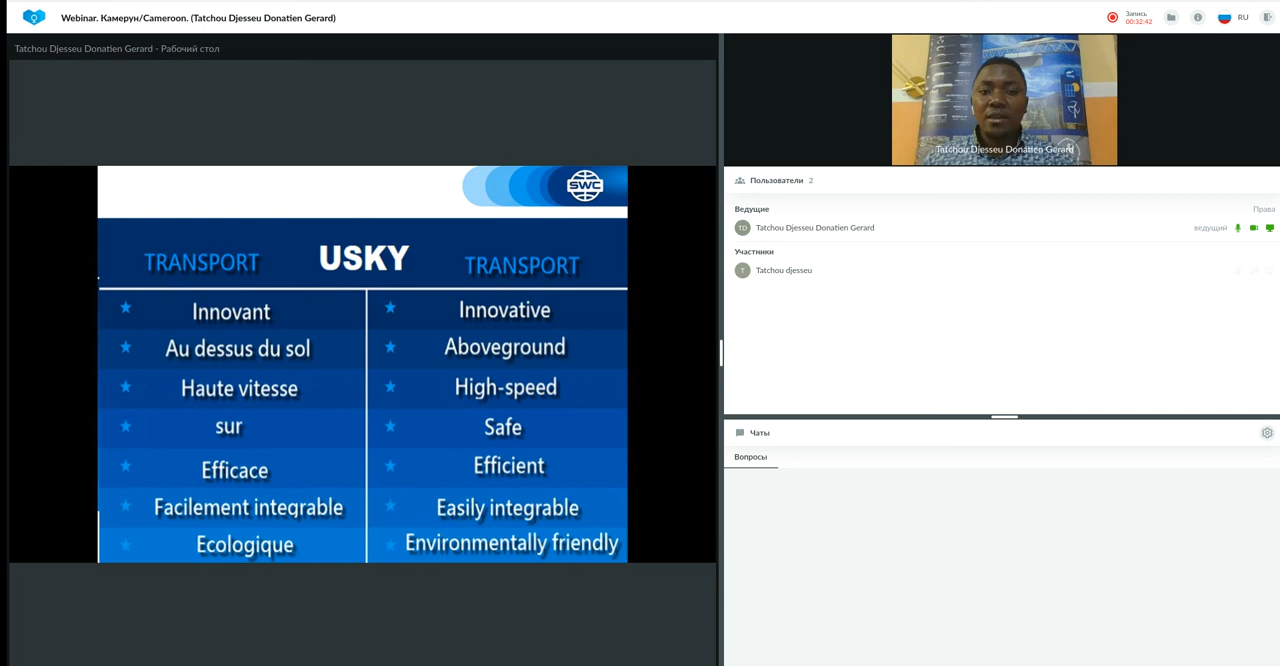 Webinar. Камерун/Cameroon. (Tatchou Djesseu Donatien Gerard)
Запись
00:32:42
RU
Tatchou Djesseu Donatien Gerard - Рабочий стол
SWC
TRANSPORT USKY TRANSPORT
Innovant Innovative
Au dessus du sol Aboveground
Haute vitesse High-speed
sur Safe
Efficace Efficient
Facilement integrable Easily integrable
Ecologique Environmentally friendly
Tatchou Djesseu Donatien Gerard
Пользователи 2
Ведущие Права
TD Tatchou Djesseu Donatien Gerard ведущий
Участники
T Tatchou djesseu
Чаты
Вопросы